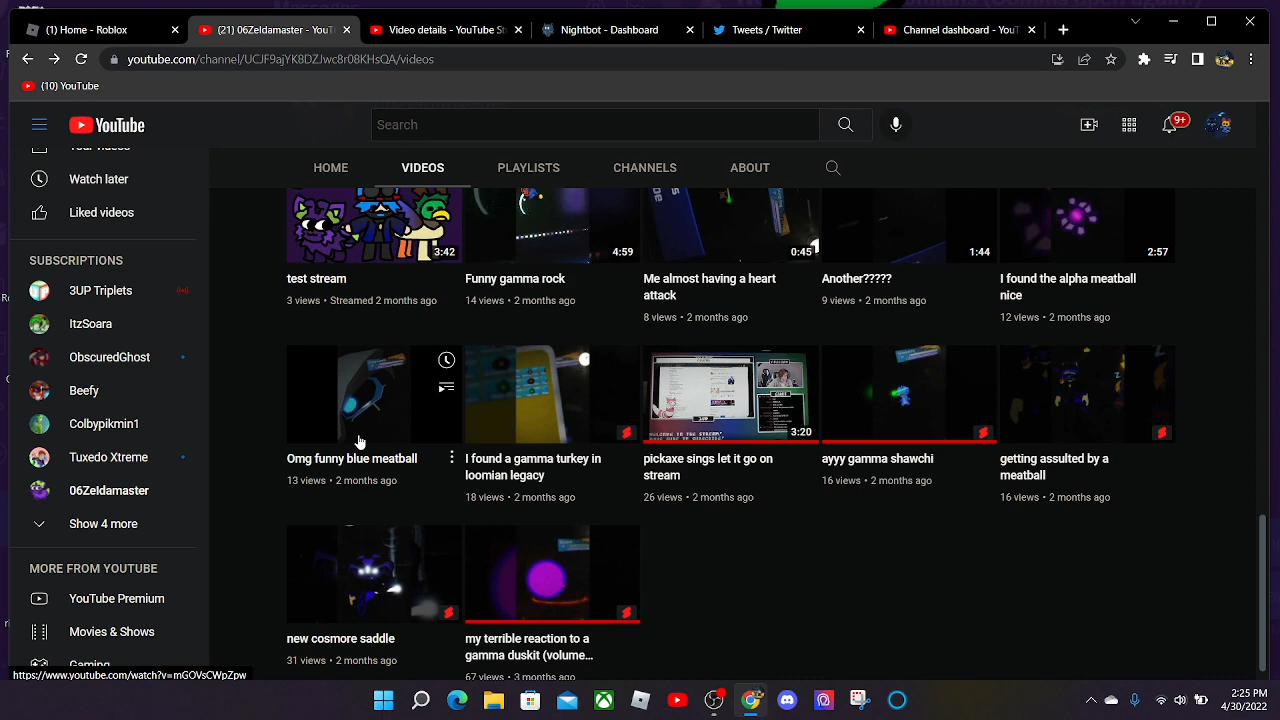 (1) Home - Roblox
(21) 06Zeldamaster - YouT
Video details - YouTube St
Nightbot - Dashboard
Tweets / Twitter
Channel dashboard - YouT
youtube.com/channel/UCJF9ajYK8DZJwc8r08KHsQA/videos
(10) YouTube
YouTube
Search
9+
HOME
VIDEOS
PLAYLISTS
CHANNELS
ABOUT
Your videos
Watch later
Liked videos
SUBSCRIPTIONS
3UP Triplets
ItzSoara
ObscuredGhost
Beefy
Colbypikmin1
Tuxedo Xtreme
06Zeldamaster
Show 4 more
MORE FROM YOUTUBE
YouTube Premium
Movies & Shows
Gaming
3:42
4:59
0:45
1:44
2:57
test stream
3 views • Streamed 2 months ago
Funny gamma rock
14 views • 2 months ago
Me almost having a heart
attack
8 views • 2 months ago
Another?????
9 views • 2 months ago
I found the alpha meatball
nice
12 views • 2 months ago
3:20
Omg funny blue meatball
13 views • 2 months ago
I found a gamma turkey in
loomian legacy
18 views • 2 months ago
pickaxe sings let it go on
stream
26 views • 2 months ago
ayyy gamma shawchi
16 views • 2 months ago
getting assulted by a
meatball
16 views • 2 months ago
new cosmore saddle
31 views • 2 months ago
my terrible reaction to a
gamma duskit (volume...
67 views • 3 months ago
https://www.youtube.com/watch?v=mGOVsCWpZpw
2:25 PM
4/30/2022